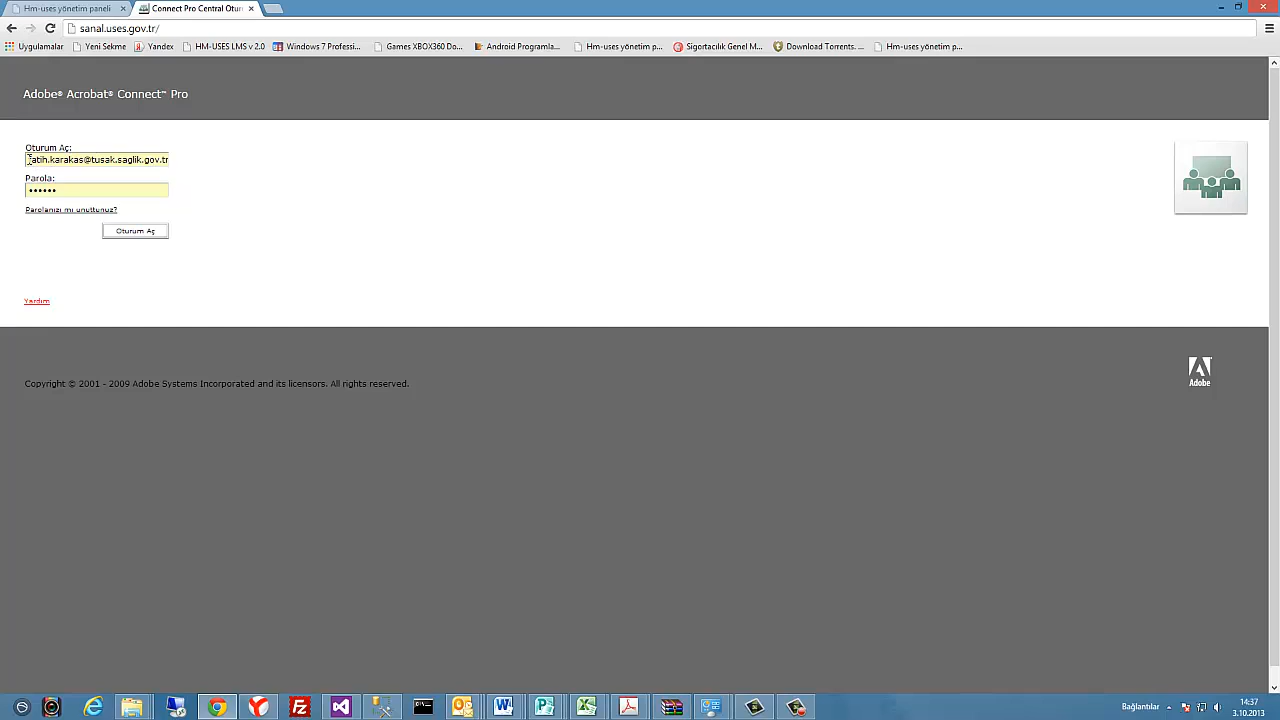 Hm-uses yönetim paneli
Connect Pro Central Oturı
sanal.uses.gov.tr/
Uygulamalar
Yeni Sekme
Yandex
HM-USES LMS v 2.0
Windows 7 Professi...
Games XBOX360 Do...
Android Programla...
Hm-uses yönetim p...
Sigortacılık Genel M...
Download Torrents. ...
Hm-uses yönetim p...
Adobe® Acrobat® Connect™ Pro
Oturum Aç:
fatih.karakas@tusak.saglik.gov.tr
Parola:
••••••
Parolanızı mı unuttunuz?
Oturum Aç
Yardım
Copyright © 2001 - 2009 Adobe Systems Incorporated and its licensors. All rights reserved.
Adobe
Bağlantılar
14:37
3.10.2013